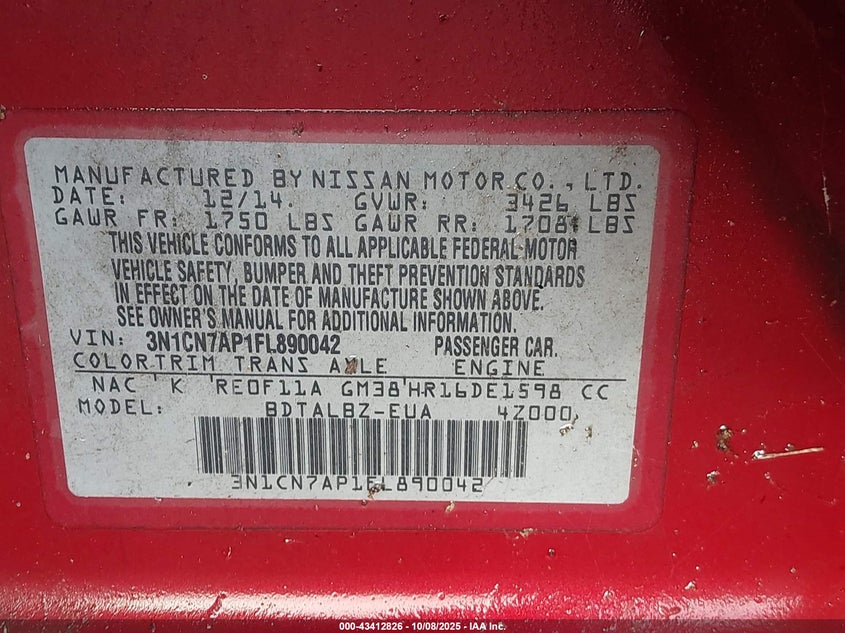 MANUFACTURED BY NISSAN MOTOR CO., LTD.
DATE: 12/14. GVWR: 3426 LBS
GAWR FR: 1750 LBS GAWR RR: 1708 LBS
THIS VEHICLE CONFORMS TO ALL APPLICABLE FEDERAL MOTOR
VEHICLE SAFETY, BUMPER AND THEFT PREVENTION STANDARDS
IN EFFECT ON THE DATE OF MANUFACTURE SHOWN ABOVE.
SEE OWNER'S MANUAL FOR ADDITIONAL INFORMATION.
VIN: 3N1CN7AP1FL890042 PASSENGER CAR.
COLOR TRIM TRANS AXLE ENGINE
NAC K RE0F11A GM38 HR16DE1598 CC
MODEL: BDTALBZ-EUA 4Z000
3N1CN7AP1FL890042
000-43412826 - 10/08/2025 - IAA Inc.